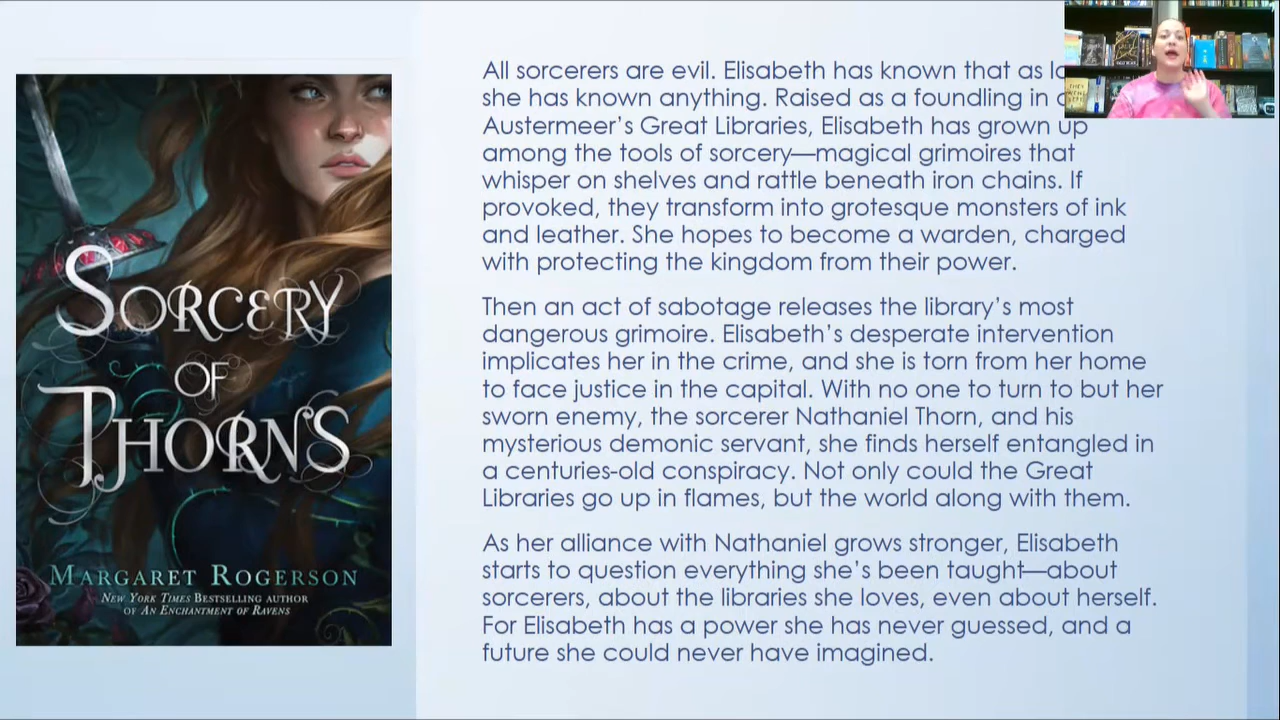 SORCERY
OF
THORNS
MARGARET ROGERSON
NEW YORK TIMES BESTSELLING AUTHOR
OF AN ENCHANTMENT OF RAVENS
All sorcerers are evil. Elisabeth has known that as
she has known anything. Raised as a foundling in
Austermeer’s Great Libraries, Elisabeth has grown up
among the tools of sorcery—magical grimoires that
whisper on shelves and rattle beneath iron chains. If
provoked, they transform into grotesque monsters of ink
and leather. She hopes to become a warden, charged
with protecting the kingdom from their power.
Then an act of sabotage releases the library’s most
dangerous grimoire. Elisabeth’s desperate intervention
implicates her in the crime, and she is torn from her home
to face justice in the capital. With no one to turn to but her
sworn enemy, the sorcerer Nathaniel Thorn, and his
mysterious demonic servant, she finds herself entangled in
a centuries-old conspiracy. Not only could the Great
Libraries go up in flames, but the world along with them.
As her alliance with Nathaniel grows stronger, Elisabeth
starts to question everything she’s been taught—about
sorcerers, about the libraries she loves, even about herself.
For Elisabeth has a power she has never guessed, and a
future she could never have imagined.